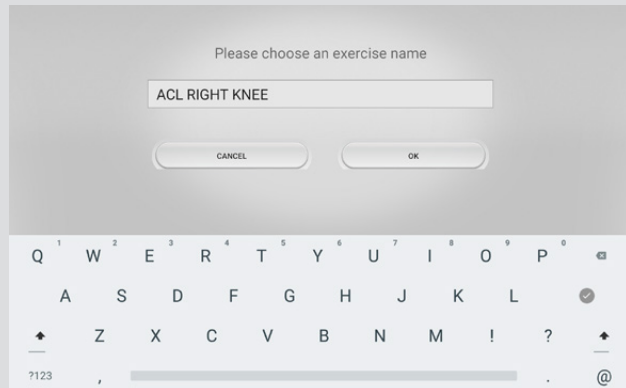 Please choose an exercise name
ACL RIGHT KNEE
CANCEL OK
1 2 3 4 5 6 7 8 9 0
Q W E R T Y U I O P
A S D F G H J K L
Z X C V B N M ! ?
?123 , . @